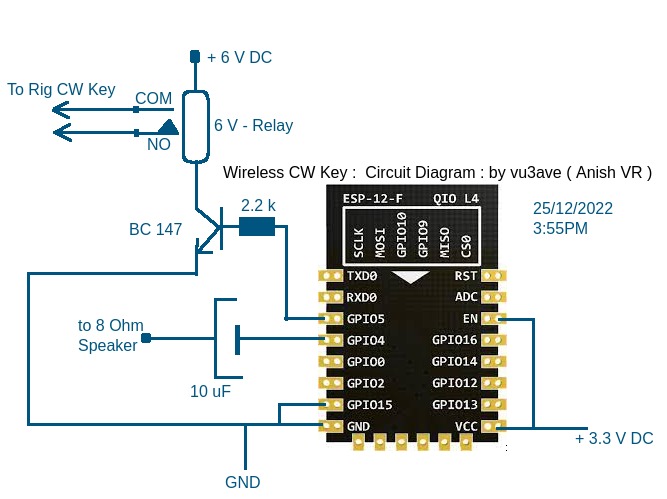 + 6 V DC
To Rig CW Key
COM
6 V - Relay
NO
Wireless CW Key : Circuit Diagram : by vu3ave ( Anish VR )
ESP-12-F QIO L4
2.2 k
25/12/2022
3:55PM
BC 147
SCLK
MOSI
GPIO10
GPIO9
MISO
CS0
TXD0 RST
RXD0 ADC
to 8 Ohm
Speaker
GPIO5 EN
GPIO4 GPIO16
GPIO0 GPIO14
10 uF
GPIO2 GPIO12
GPIO15 GPIO13
GND VCC
+ 3.3 V DC
:
GND